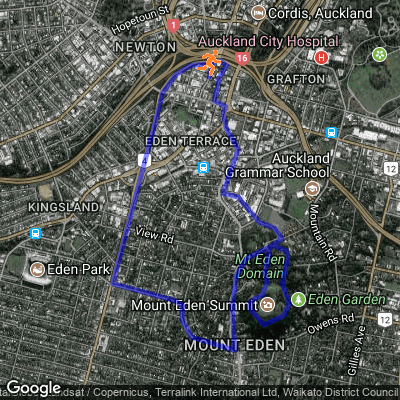 Hopetoun St
Cordis, Auckland
1
NEWTON
Auckland City Hospital
16
H
GRAFTON
EDEN TERRACE
4
Auckland
Grammar School
12
KINGSLAND
Mountain Rd
View Rd
Eden Park
Mt Eden
Domain
Mount Eden Summit
Eden Garden
Owens Rd
12
MOUNT EDEN
Gillies Ave
Google
Landsat / Copernicus, Terralink International Ltd, Waikato District Council